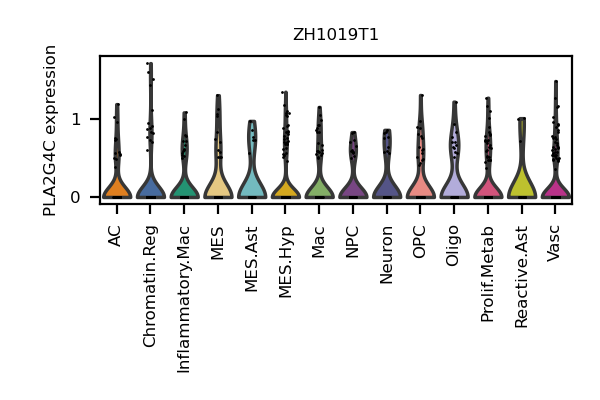 ZH1019T1
PLA2G4C expression
1
0
AC
Chromatin.Reg
Inflammatory.Mac
MES
MES.Ast
MES.Hyp
Mac
NPC
Neuron
OPC
Oligo
Prolif.Metab
Reactive.Ast
Vasc